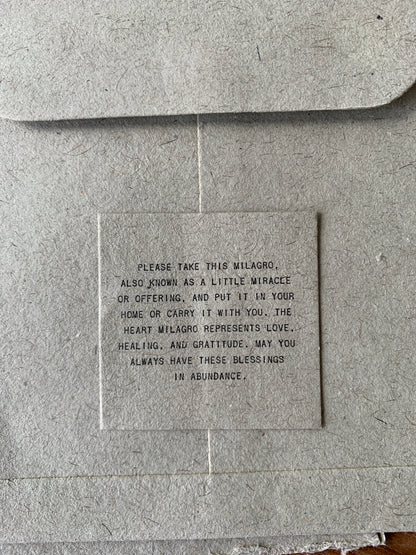 PLEASE TAKE THIS MILAGRO,
ALSO KNOWN AS A LITTLE MIRACLE
OR OFFERING, AND PUT IT IN YOUR
HOME OR CARRY IT WITH YOU. THE
HEART MILAGRO REPRESENTS LOVE,
HEALING, AND GRATITUDE. MAY YOU
ALWAYS HAVE THESE BLESSINGS
IN ABUNDANCE.